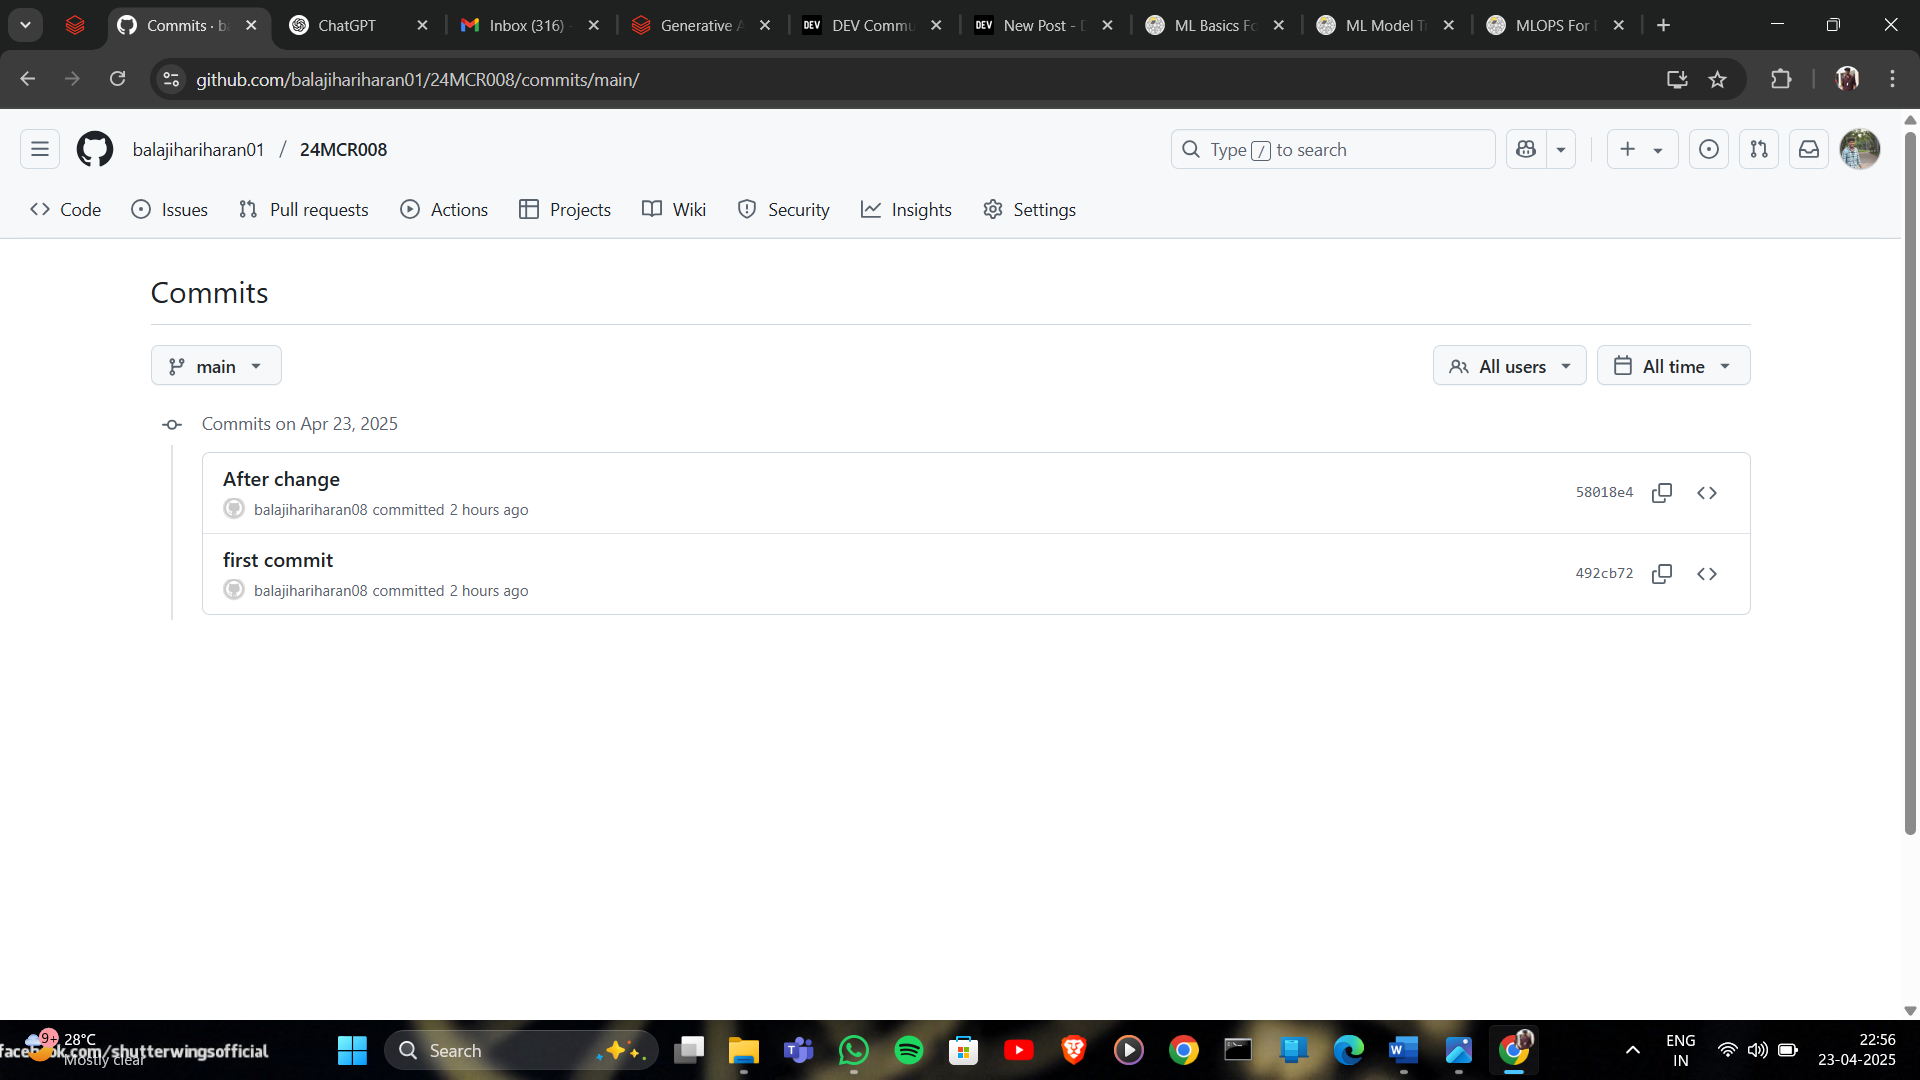 Commits · b
ChatGPT
Inbox (316)
Generative A
DEV Commu
New Post - D
ML Basics Fo
ML Model Tr
MLOPS For
github.com/balajihariharan01/24MCR008/commits/main/
balajihariharan01 / 24MCR008
Type / to search
Code
Issues
Pull requests
Actions
Projects
Wiki
Security
Insights
Settings
Commits
main
All users
All time
Commits on Apr 23, 2025
After change
balajihariharan08 committed 2 hours ago
58018e4
first commit
balajihariharan08 committed 2 hours ago
492cb72
9+
28°C
Mostly clear
facebook.com/shutterwingsofficial
Search
ENG
IN
22:56
23-04-2025